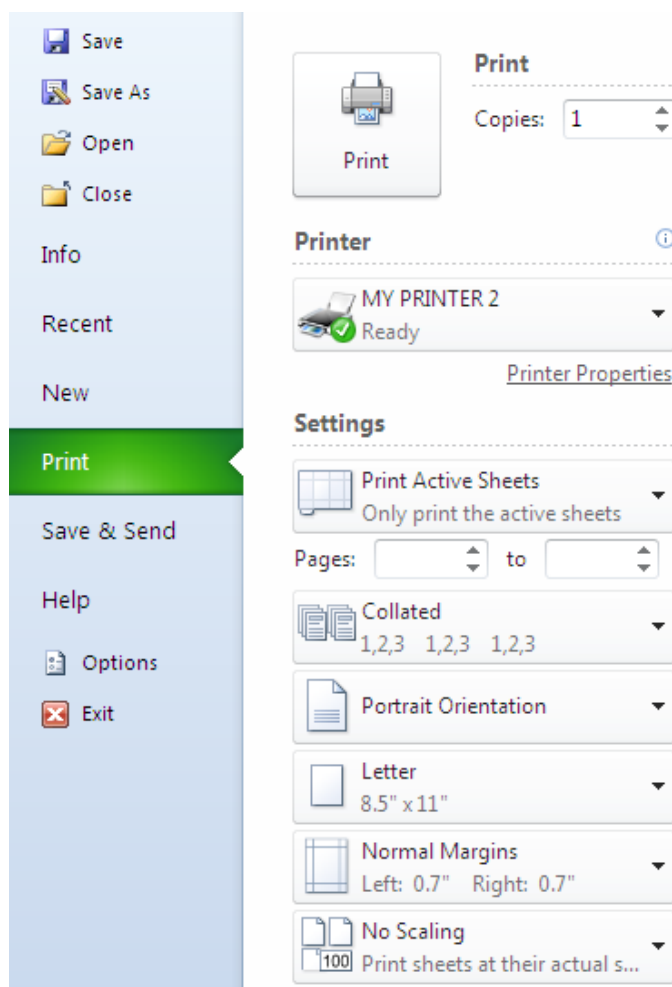 Save
Save As
Open
Close
Info
Recent
New
Print
Save & Send
Help
Options
Exit
Print
Print
Copies: 1
Printer
MY PRINTER 2
Ready
Printer Properties
Settings
Print Active Sheets
Only print the active sheets
Pages: to
Collated
1,2,3 1,2,3 1,2,3
Portrait Orientation
Letter
8.5" x 11"
Normal Margins
Left: 0.7" Right: 0.7"
No Scaling
100
Print sheets at their actual s...